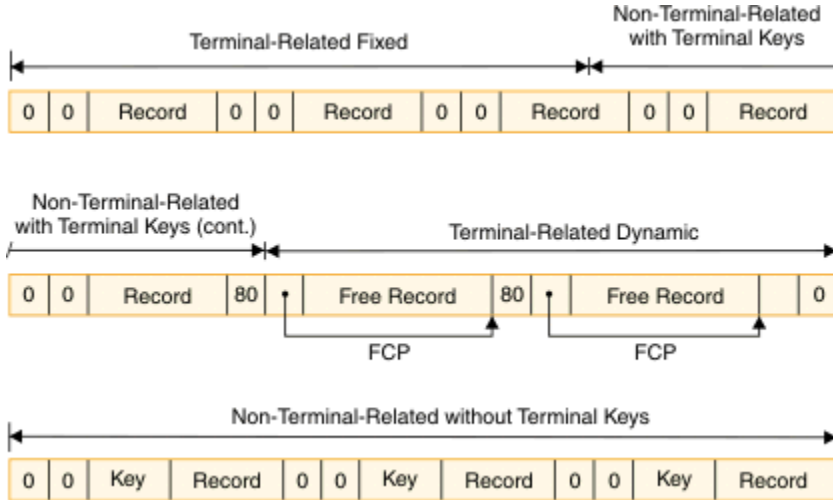 Terminal-Related Fixed
Non-Terminal-Related
with Terminal Keys
0 0 Record 0 0 Record 0 0 Record 0 0 Record
Non-Terminal-Related
with Terminal Keys (cont.)
Terminal-Related Dynamic
0 0 Record 80 Free Record 80 Free Record 0
FCP FCP
Non-Terminal-Related without Terminal Keys
0 0 Key Record 0 0 Key Record 0 0 Key Record